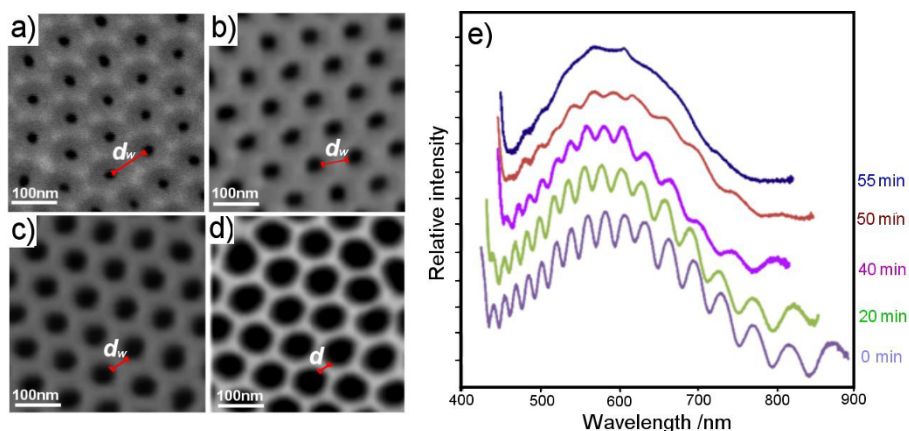 a)
dw
100nm
b)
dw
100nm
c)
dw
100nm
d)
d
100nm
e)
Relative intensity
55 min
50 min
40 min
20 min
0 min
400 500 600 700 800 900
Wavelength /nm